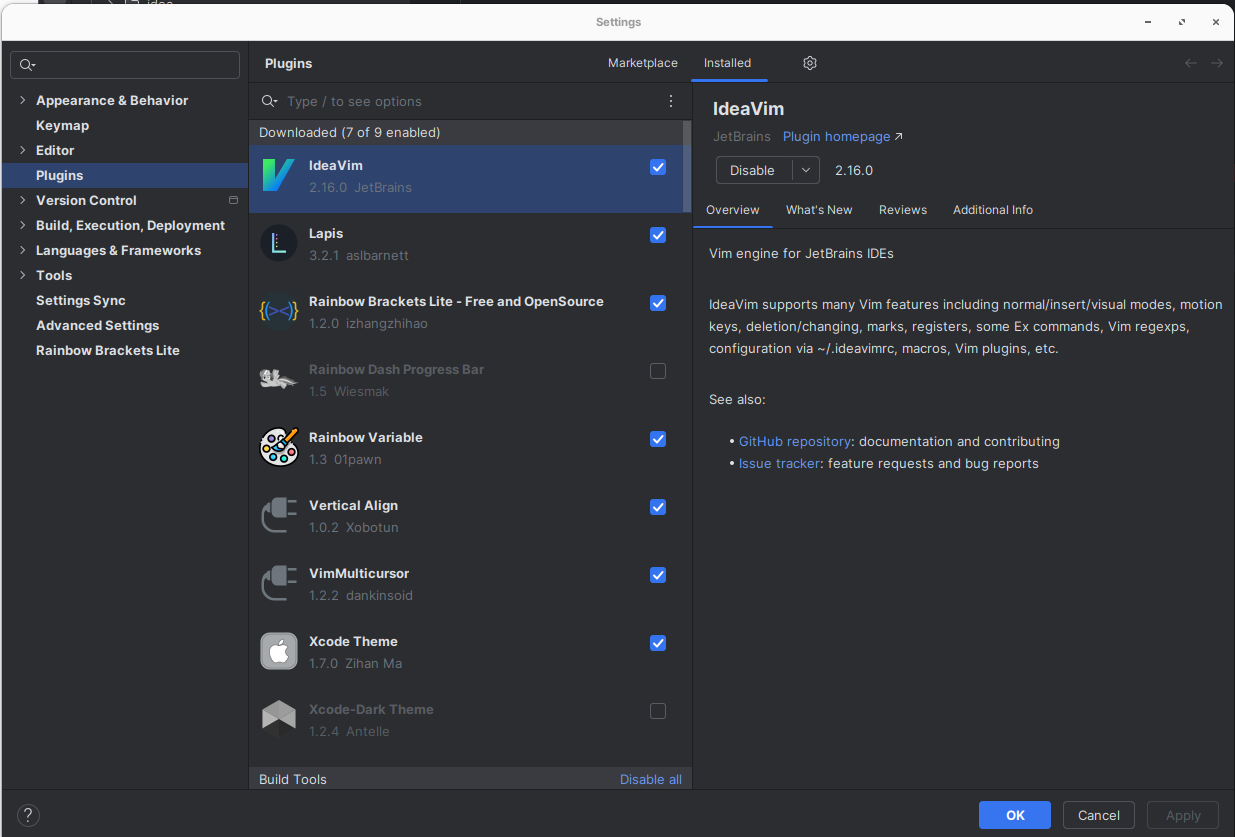 idea
Settings
Appearance & Behavior
Keymap
Editor
Plugins
Version Control
Build, Execution, Deployment
Languages & Frameworks
Tools
Settings Sync
Advanced Settings
Rainbow Brackets Lite
Plugins
Marketplace
Installed
Type / to see options
Downloaded (7 of 9 enabled)
IdeaVim
2.16.0 JetBrains
Lapis
3.2.1 aslbarnett
Rainbow Brackets Lite - Free and OpenSource
1.2.0 izhangzhihao
Rainbow Dash Progress Bar
1.5 Wiesmak
Rainbow Variable
1.3 01pawn
Vertical Align
1.0.2 Xobotun
VimMulticursor
1.2.2 dankinsoid
Xcode Theme
1.7.0 Zihan Ma
Xcode-Dark Theme
1.2.4 Antelle
Build Tools
Disable all
IdeaVim
JetBrains Plugin homepage
Disable
2.16.0
Overview
What's New
Reviews
Additional Info
Vim engine for JetBrains IDEs
IdeaVim supports many Vim features including normal/insert/visual modes, motion
keys, deletion/changing, marks, registers, some Ex commands, Vim regexps,
configuration via ~/.ideavimrc, macros, Vim plugins, etc.
See also:
• GitHub repository: documentation and contributing
• Issue tracker: feature requests and bug reports
?
OK
Cancel
Apply